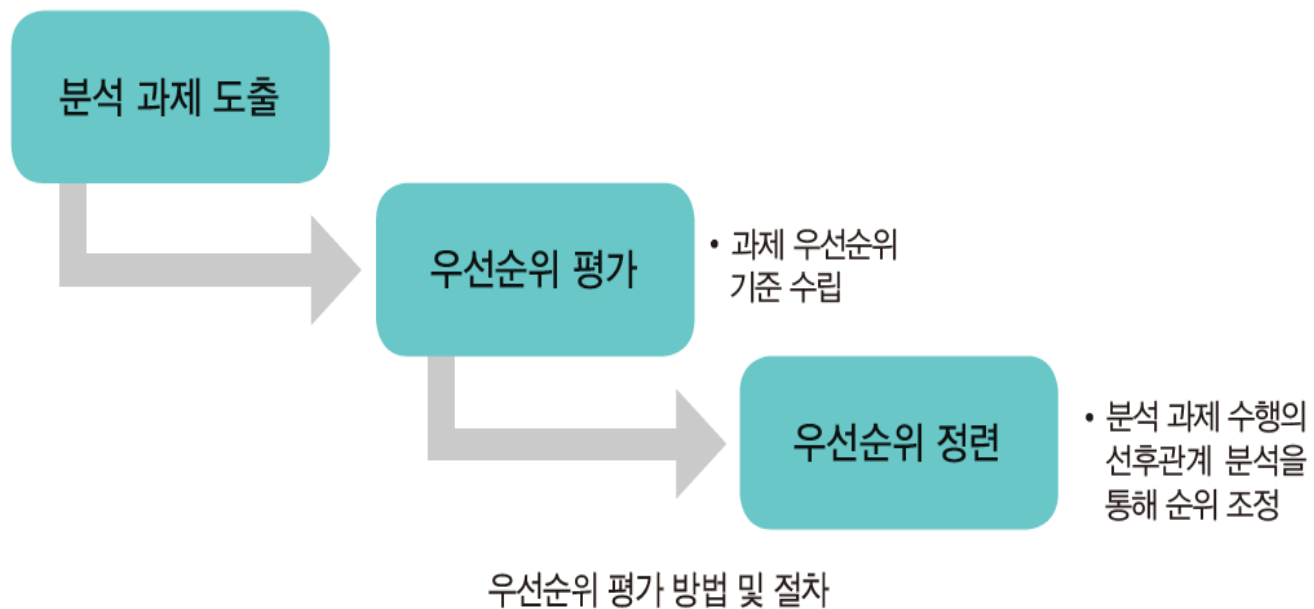 분석 과제 도출
우선순위 평가
• 과제 우선순위
기준 수립
우선순위 정련
• 분석 과제 수행의
선후관계 분석을
통해 순위 조정
우선순위 평가 방법 및 절차